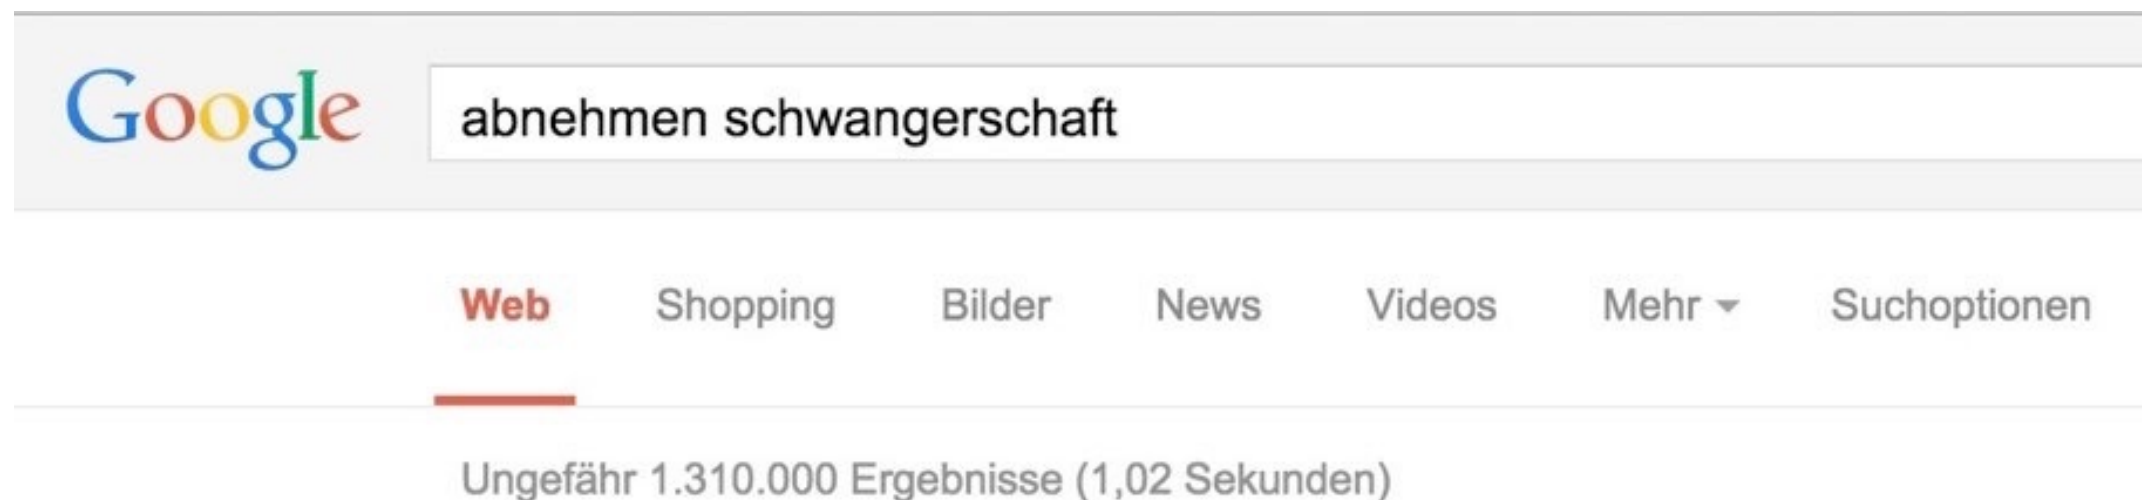 Google abnehmen schwangerschaft
Web Shopping Bilder News Videos Mehr Suchoptionen
Ungefähr 1.310.000 Ergebnisse (1,02 Sekunden)